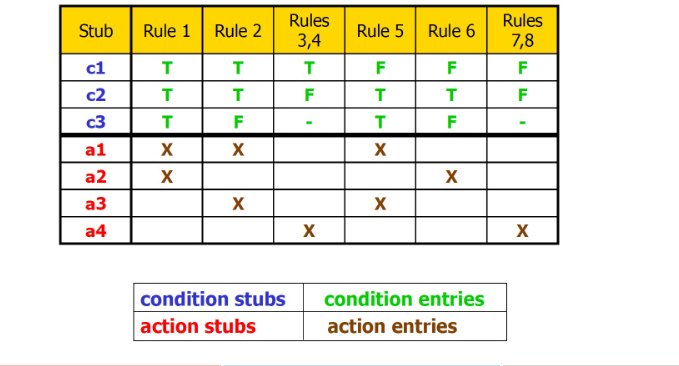 Stub Rule 1 Rule 2 Rules 3,4 Rule 5 Rule 6 Rules 7,8
c1 T T T F F F
c2 T T F T T F
c3 T F - T F -
a1 X X X
a2 X X
a3 X X
a4 X X
condition stubs condition entries
action stubs action entries